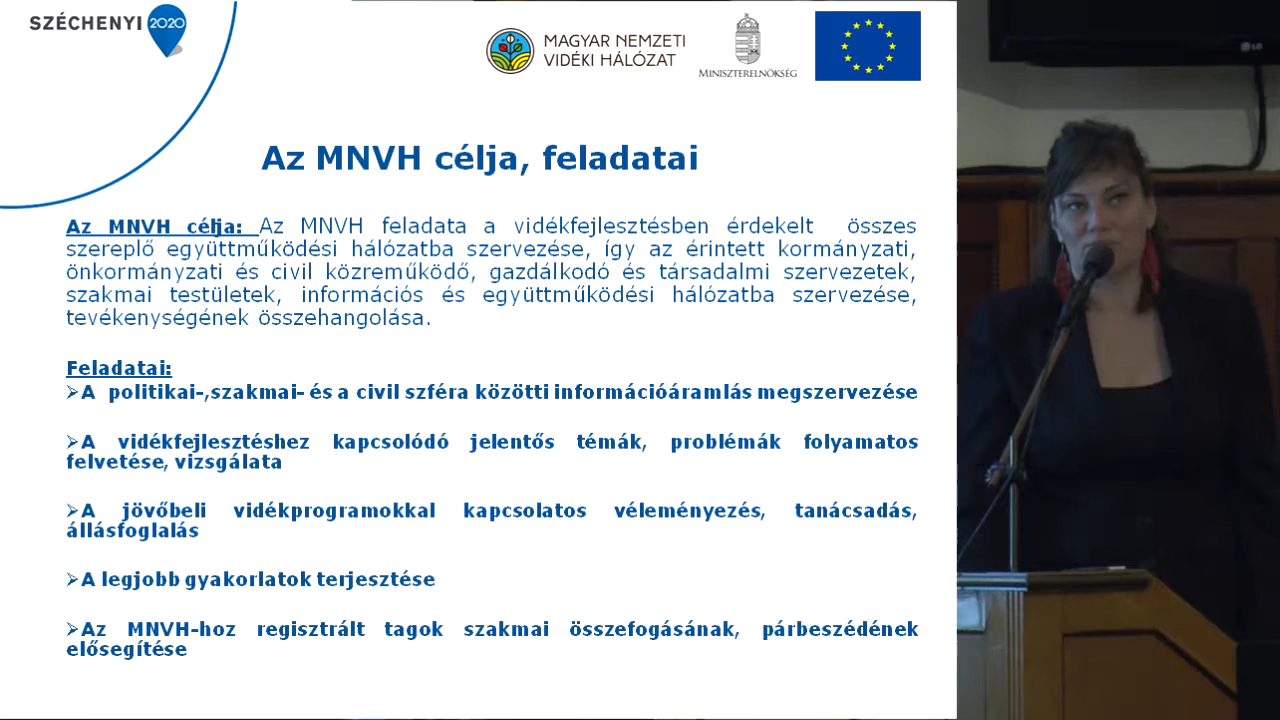 SZÉCHENYI 2020
MAGYAR NEMZETI
VIDÉKI HÁLÓZAT
MINISZTERELNÖKSÉG
LG
Az MNVH célja, feladatai
Az MNVH célja: Az MNVH feladata a vidékfejlesztésben érdekelt összes
szereplő együttműködési hálózatba szervezése, így az érintett kormányzati,
önkormányzati és civil közreműködő, gazdálkodó és társadalmi szervezetek,
szakmai testületek, információs és együttműködési hálózatba szervezése,
tevékenységének összehangolása.
Feladatai:
➢A politikai-,szakmai- és a civil szféra közötti információáramlás megszervezése
➢A vidékfejlesztéshez kapcsolódó jelentős témák, problémák folyamatos
felvetése, vizsgálata
➢A jövőbeli vidékprogramokkal kapcsolatos véleményezés, tanácsadás,
állásfoglalás
➢A legjobb gyakorlatok terjesztése
➢Az MNVH-hoz regisztrált tagok szakmai összefogásának, párbeszédének
elősegítése